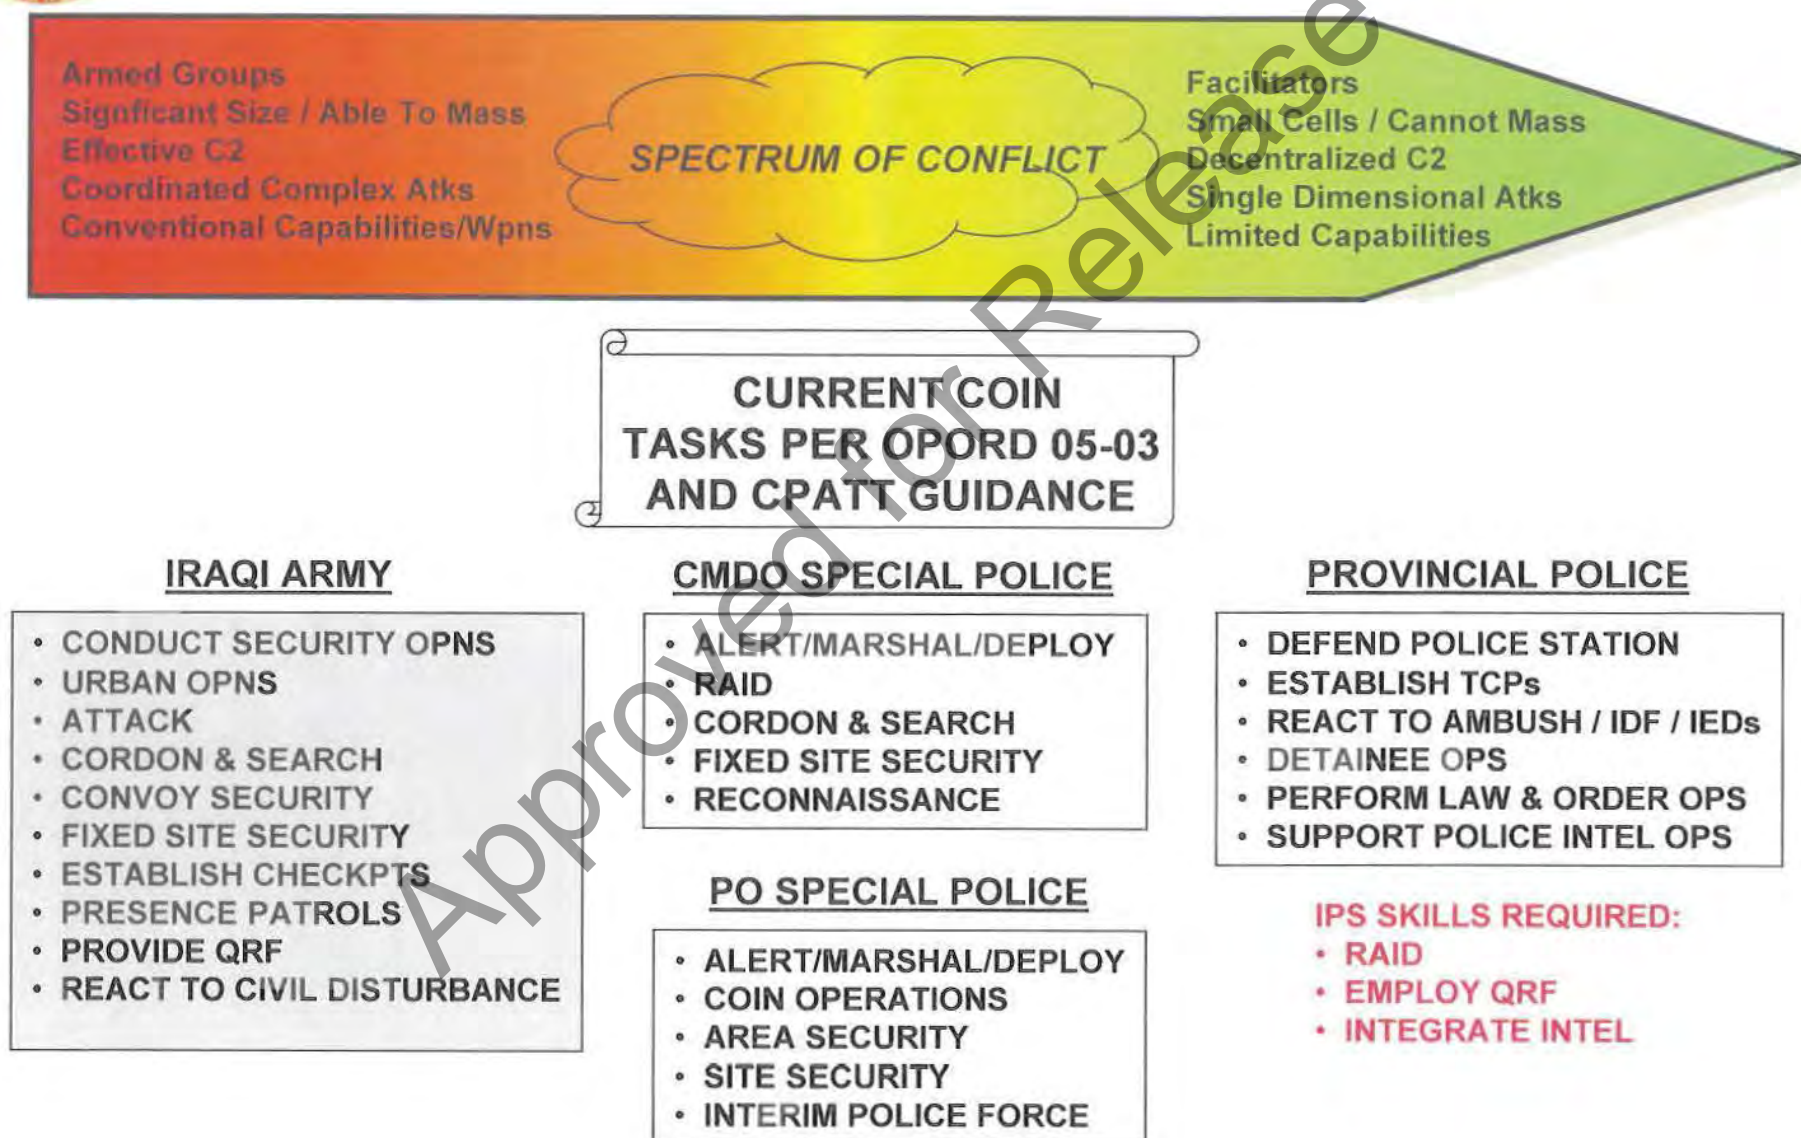 Armed Groups
Signficant Size / Able To Mass
Effective C2
Coordinated Complex Atks
Conventional Capabilities/Wpns
SPECTRUM OF CONFLICT
Facilitators
Small Cells / Cannot Mass
Decentralized C2
Single Dimensional Atks
Limited Capabilities
CURRENT COIN
TASKS PER OPORD 05-03
AND CPATT GUIDANCE
IRAQI ARMY
• CONDUCT SECURITY OPNS
• URBAN OPNS
• ATTACK
• CORDON & SEARCH
• CONVOY SECURITY
• FIXED SITE SECURITY
• ESTABLISH CHECKPTS
• PRESENCE PATROLS
• PROVIDE QRF
• REACT TO CIVIL DISTURBANCE
CMDO SPECIAL POLICE
• ALERT/MARSHAL/DEPLOY
• RAID
• CORDON & SEARCH
• FIXED SITE SECURITY
• RECONNAISSANCE
PO SPECIAL POLICE
• ALERT/MARSHAL/DEPLOY
• COIN OPERATIONS
• AREA SECURITY
• SITE SECURITY
• INTERIM POLICE FORCE
PROVINCIAL POLICE
• DEFEND POLICE STATION
• ESTABLISH TCPs
• REACT TO AMBUSH / IDF / IEDs
• DETAINEE OPS
• PERFORM LAW & ORDER OPS
• SUPPORT POLICE INTEL OPS
IPS SKILLS REQUIRED:
• RAID
• EMPLOY QRF
• INTEGRATE INTEL
Approved for Release